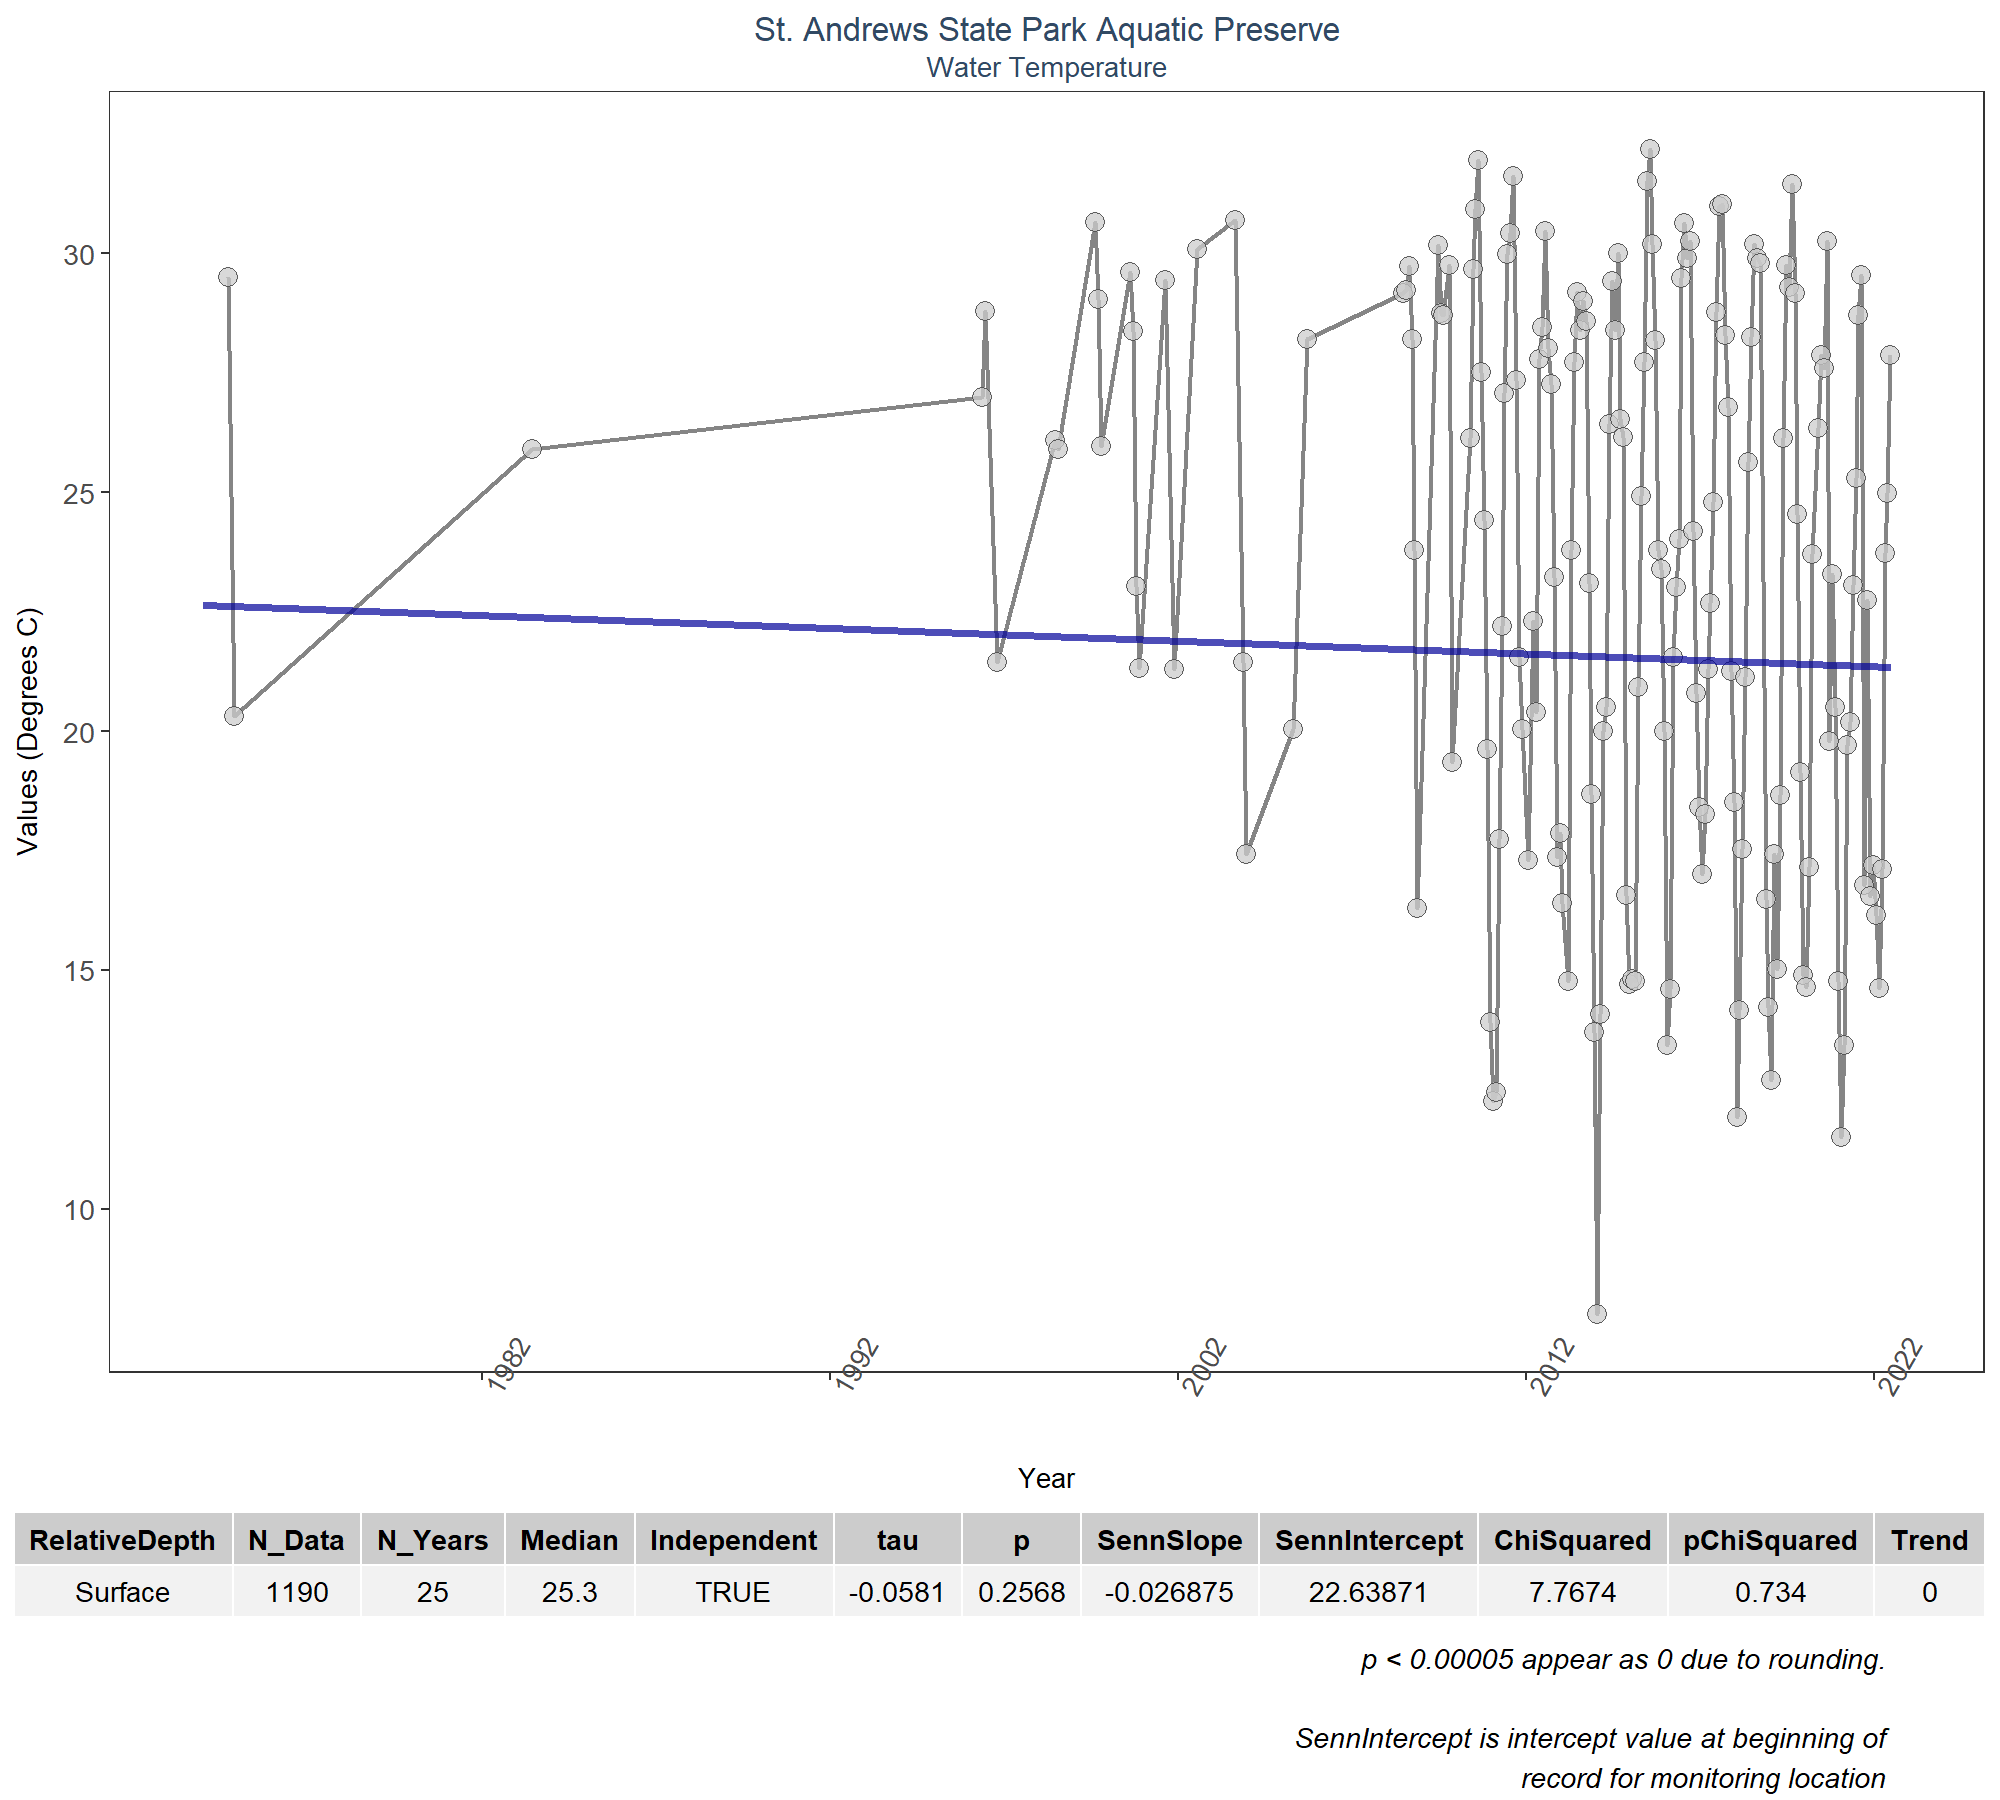 St. Andrews State Park Aquatic Preserve
Water Temperature
Values (Degrees C)
30
25
20
15
10
1982
1992
2002
2012
2022
Year
RelativeDepth N_Data N_Years Median Independent tau p SennSlope SennIntercept ChiSquared pChiSquared Trend
Surface 1190 25 25.3 TRUE -0.0581 0.2568 -0.026875 22.63871 7.7674 0.734 0
p < 0.00005 appear as 0 due to rounding.
SennIntercept is intercept value at beginning of
record for monitoring location